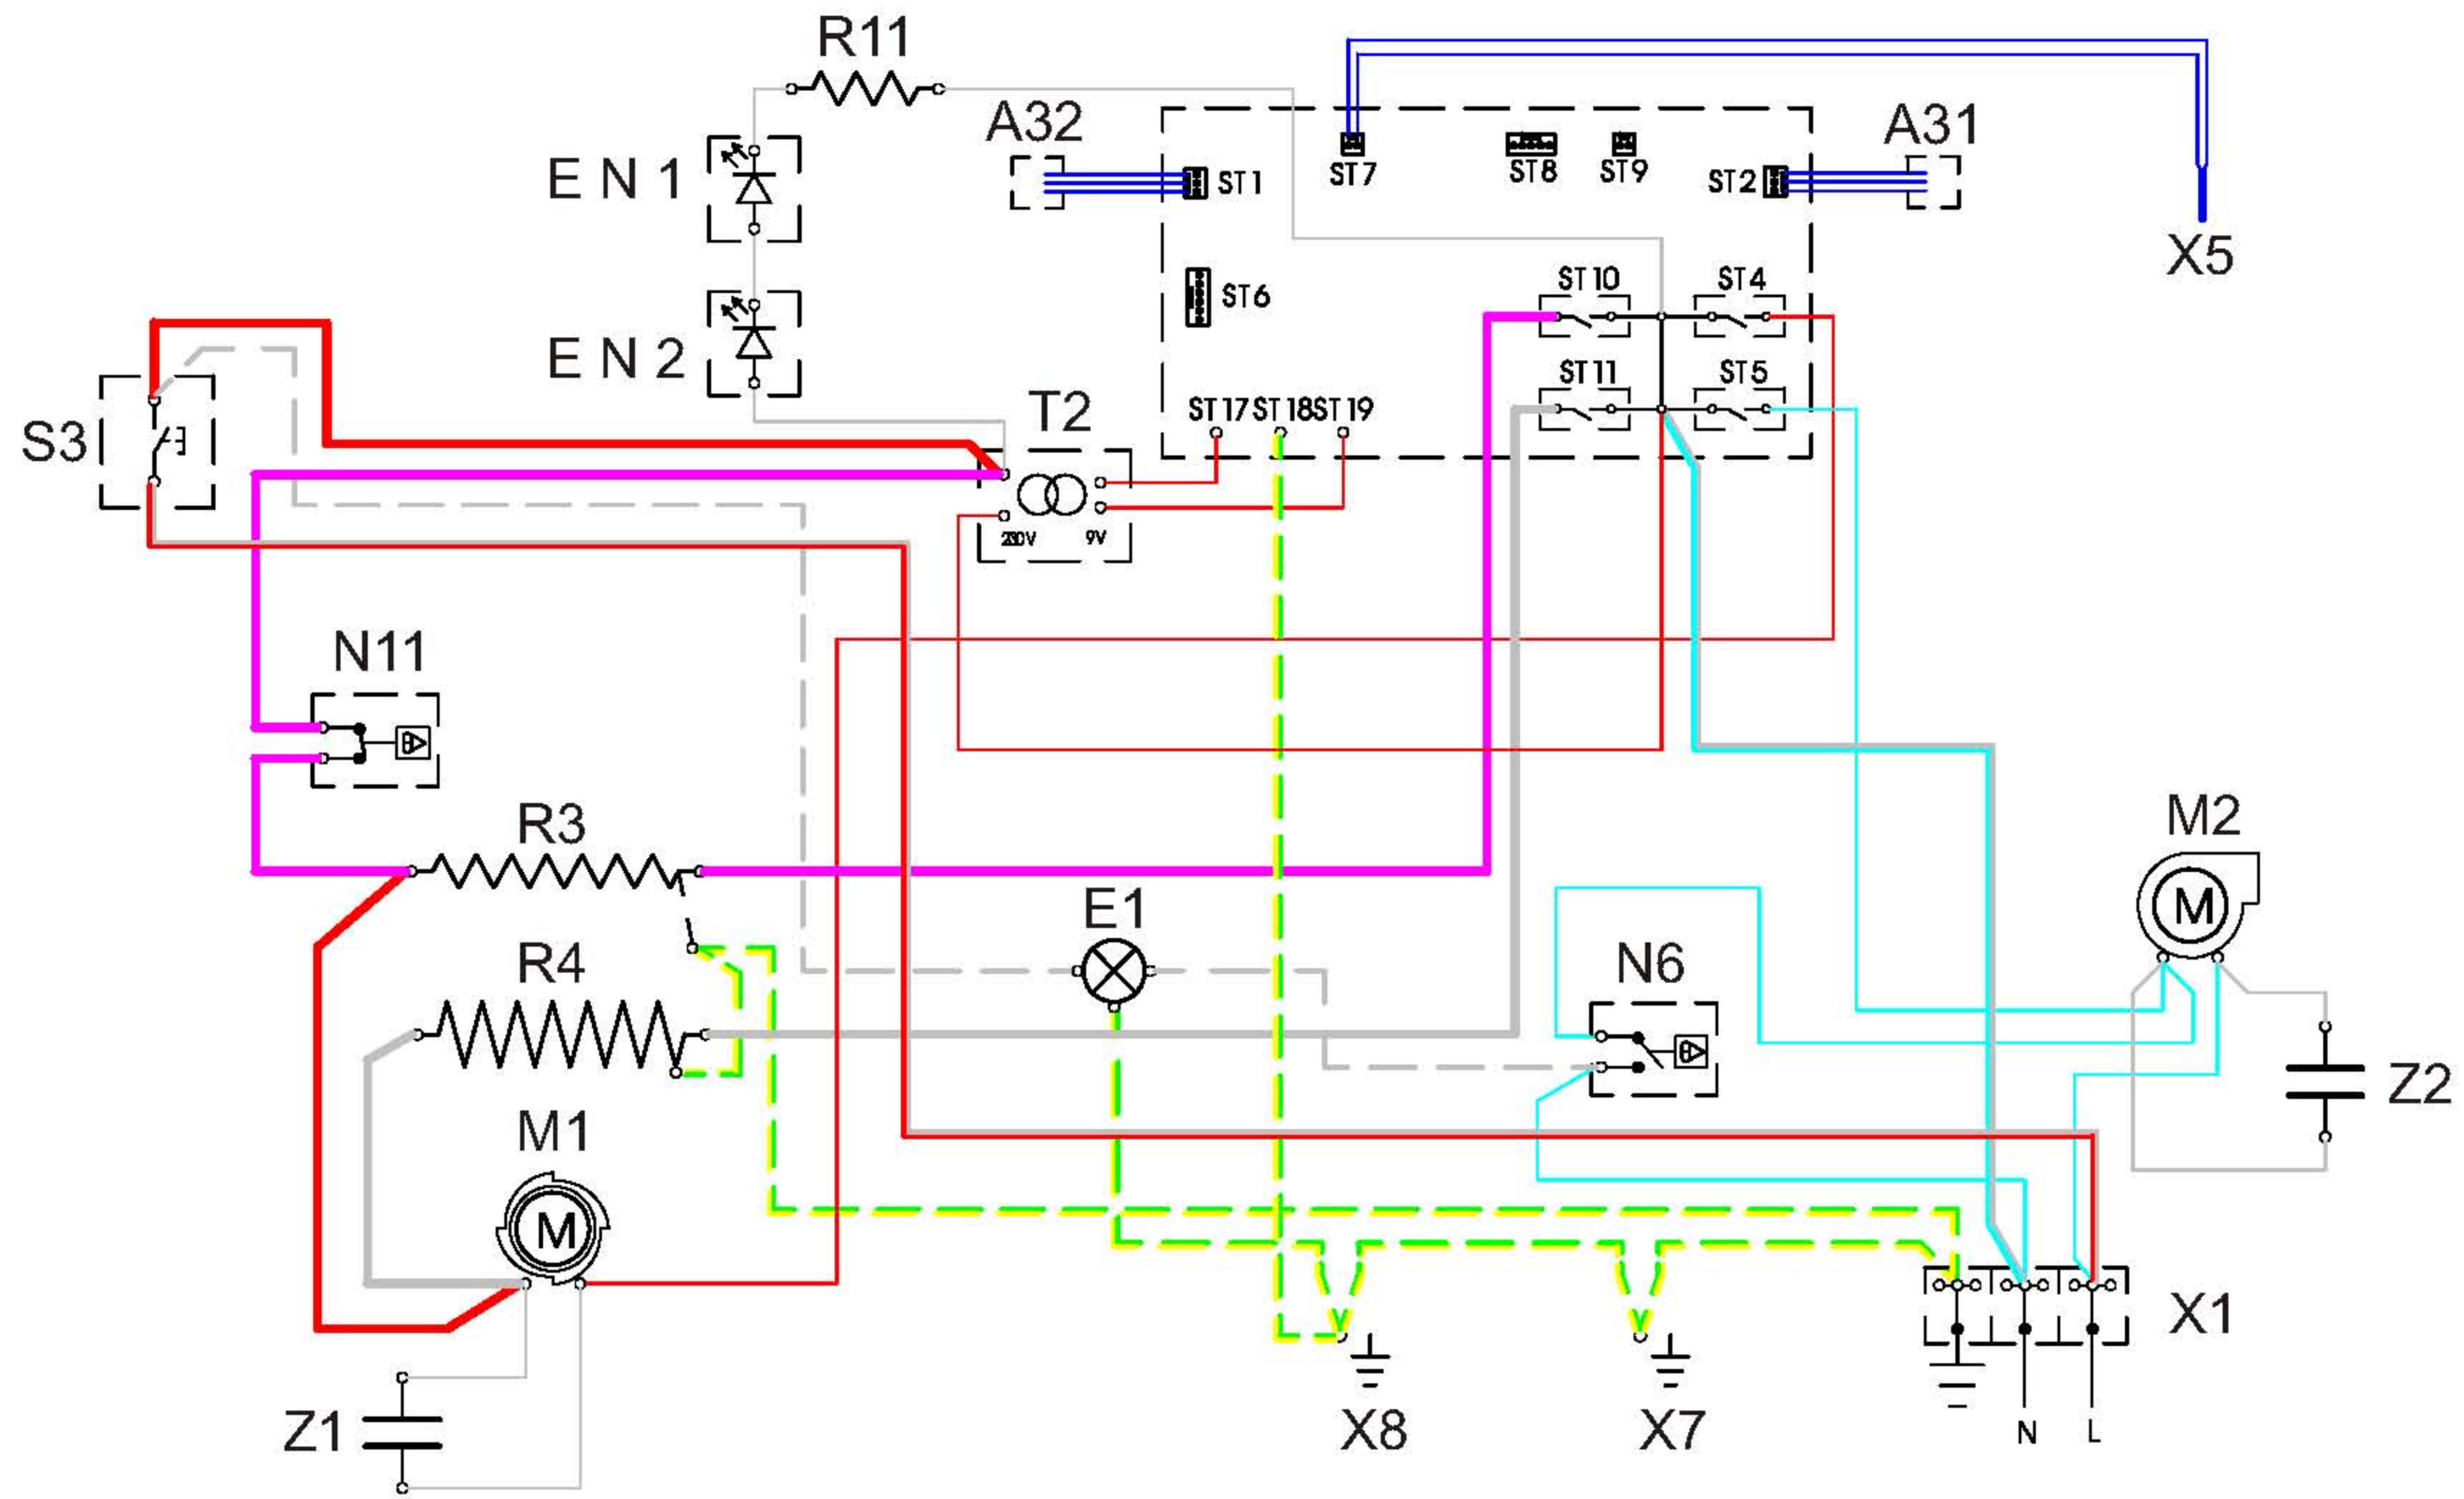 R11
A32
A31
E N 1
ST1
ST7
ST8
ST9
ST2
X5
ST6
ST10
ST4
E N 2
ST11
ST5
S3
T2
ST17 ST18 ST19
230V
9V
N11
R3
M2
M
E1
R4
N6
Z2
M1
M
X1
Z1
X8
X7
N
L